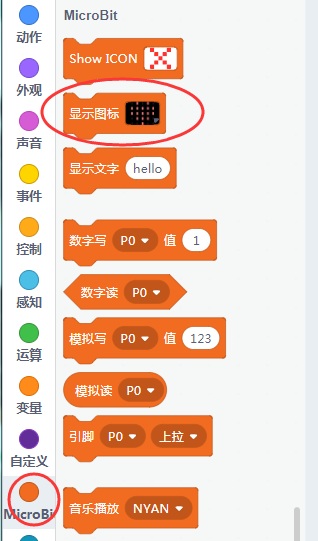 MicroBit
动作
外观
声音
事件
控制
感知
运算
变量
自定义
MicroBi
Show ICON
显示图标
显示文字 hello
数字写 P0 值 1
数字读 P0
模拟写 P0 值 123
模拟读 P0
引脚 P0 上拉
音乐播放 NYAN